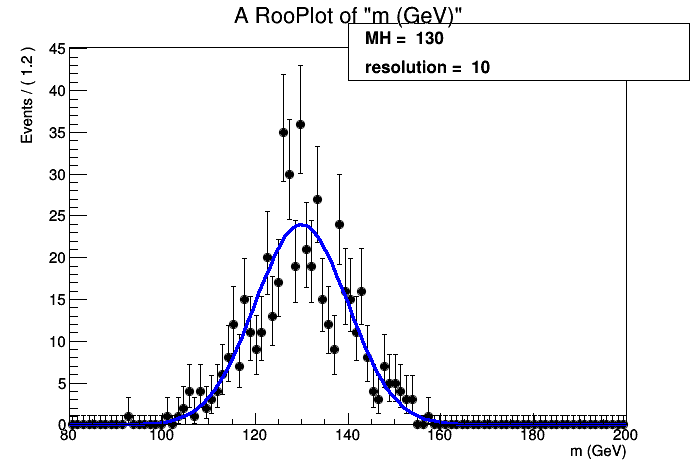 A RooPlot of "m (GeV)"
MH = 130
resolution = 10
Events / ( 1.2 )
45
40
35
30
25
20
15
10
5
0
80 100 120 140 160 180 200
m (GeV)